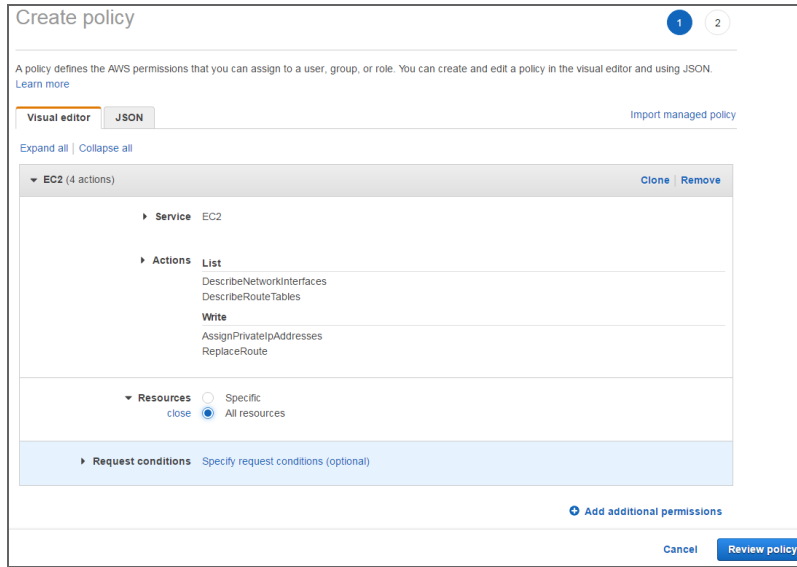 Create policy
1 2
A policy defines the AWS permissions that you can assign to a user, group, or role. You can create and edit a policy in the visual editor and using JSON.
Learn more
Visual editor JSON Import managed policy
Expand all | Collapse all
EC2 (4 actions) Clone | Remove
Service EC2
Actions List
DescribeNetworkInterfaces
DescribeRouteTables
Write
AssignPrivateIpAddresses
ReplaceRoute
Resources Specific
close All resources
Request conditions Specify request conditions (optional)
Add additional permissions
Cancel Review policy